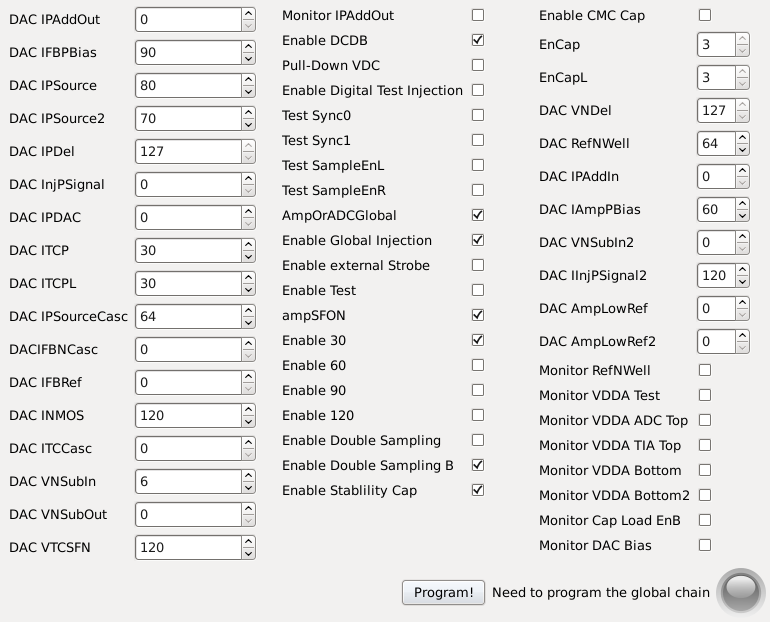 DAC IPAddOut 0
DAC IFBPBias 90
DAC IPSource 80
DAC IPSource2 70
DAC IPDel 127
DAC InjPSignal 0
DAC IPDAC 0
DAC ITCP 30
DAC ITCPL 30
DAC IPSourceCasc 64
DACIFBNCasc 0
DAC IFBRef 0
DAC INMOS 120
DAC ITCCasc 0
DAC VNSubIn 6
DAC VNSubOut 0
DAC VTCSFN 120
Monitor IPAddOut
Enable DCDB
Pull-Down VDC
Enable Digital Test Injection
Test Sync0
Test Sync1
Test SampleEnL
Test SampleEnR
AmpOrADCGlobal
Enable Global Injection
Enable external Strobe
Enable Test
ampSFON
Enable 30
Enable 60
Enable 90
Enable 120
Enable Double Sampling
Enable Double Sampling B
Enable Stablility Cap
Enable CMC Cap
EnCap 3
EnCapL 3
DAC VNDel 127
DAC RefNWell 64
DAC IPAddIn 0
DAC IAmpPBias 60
DAC VNSubIn2 0
DAC IInjPSignal2 120
DAC AmpLowRef 0
DAC AmpLowRef2 0
Monitor RefNWell
Monitor VDDA Test
Monitor VDDA ADC Top
Monitor VDDA TIA Top
Monitor VDDA Bottom
Monitor VDDA Bottom2
Monitor Cap Load EnB
Monitor DAC Bias
Program! Need to program the global chain